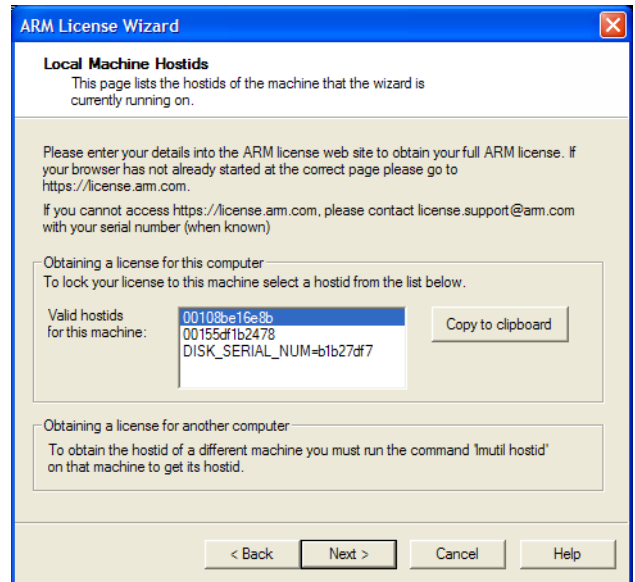 ARM License Wizard
Local Machine Hostids
This page lists the hostids of the machine that the wizard is
currently running on.
Please enter your details into the ARM license web site to obtain your full ARM license. If
your browser has not already started at the correct page please go to
https://license.arm.com.
If you cannot access https://license.arm.com, please contact license.support@arm.com
with your serial number (when known)
Obtaining a license for this computer
To lock your license to this machine select a hostid from the list below.
Valid hostids
for this machine:
00108be16e8b
00155df1b2478
DISK_SERIAL_NUM=b1b27df7
Copy to clipboard
Obtaining a license for another computer
To obtain the hostid of a different machine you must run the command 'lmutil hostid'
on that machine to get its hostid.
< Back
Next >
Cancel
Help